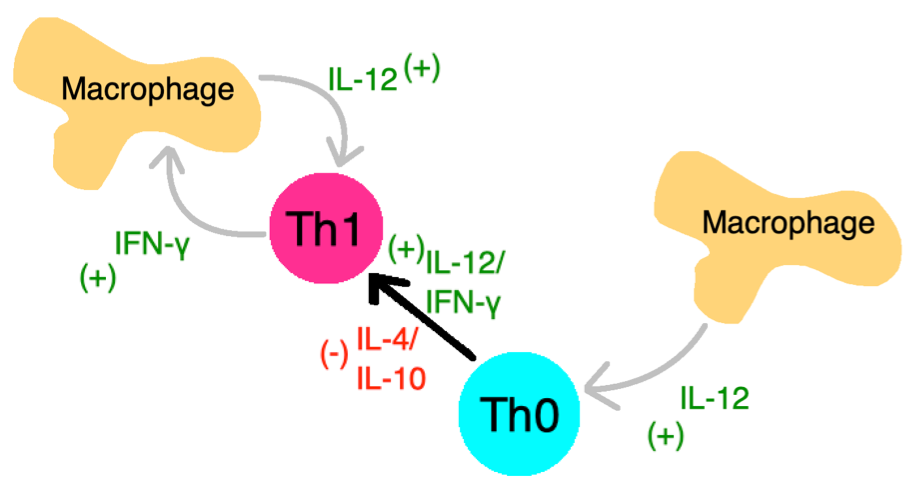 Macrophage
IL-12 (+)
Th1
IFN-γ
(+)
(+) IL-12/
IFN-γ
(-) IL-4/
IL-10
Macrophage
Th0
IL-12
(+)